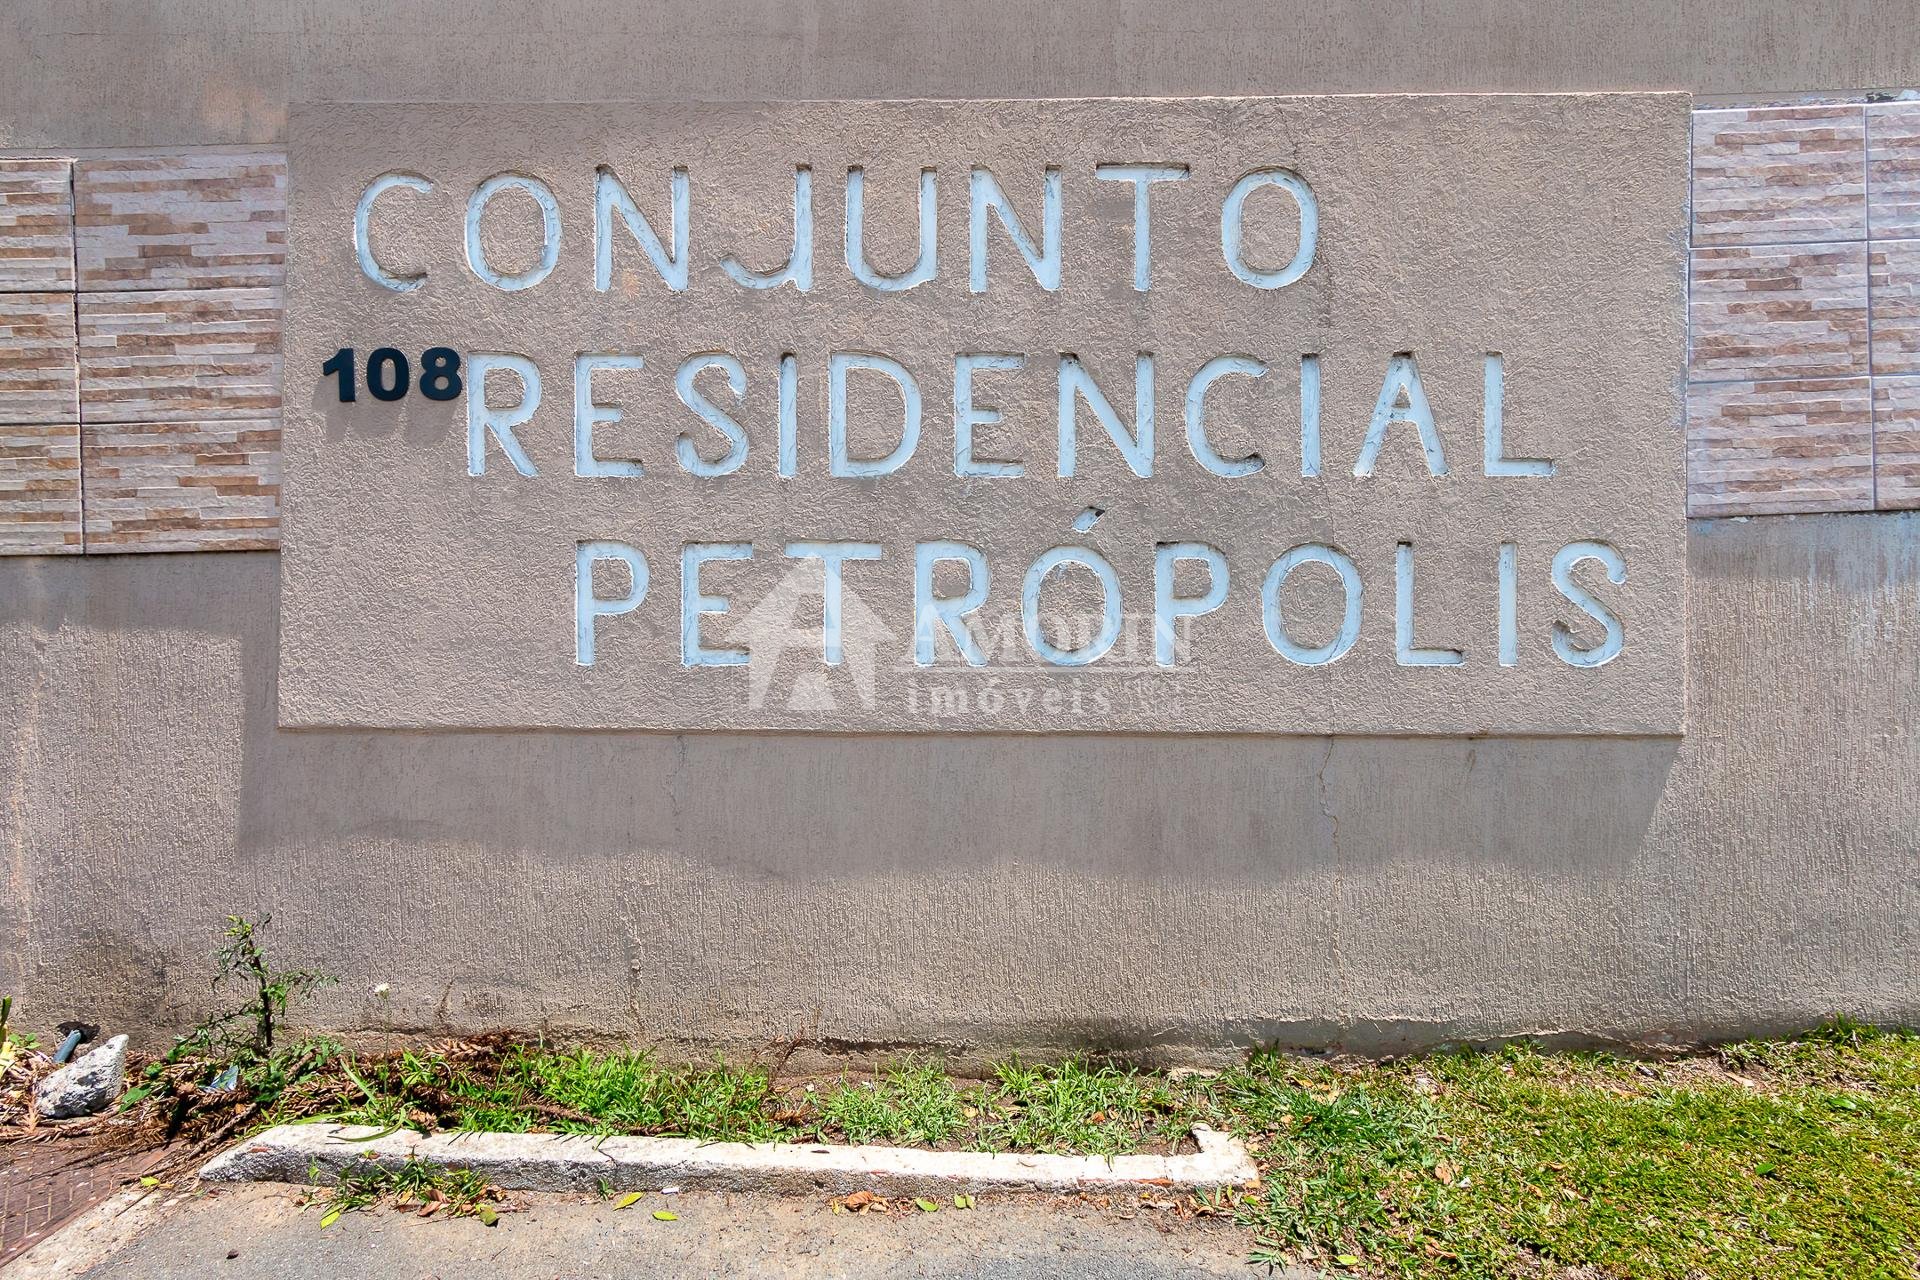 CONJUNTO
108 RESIDENCIAL
PETRÓPOLIS
imóveis